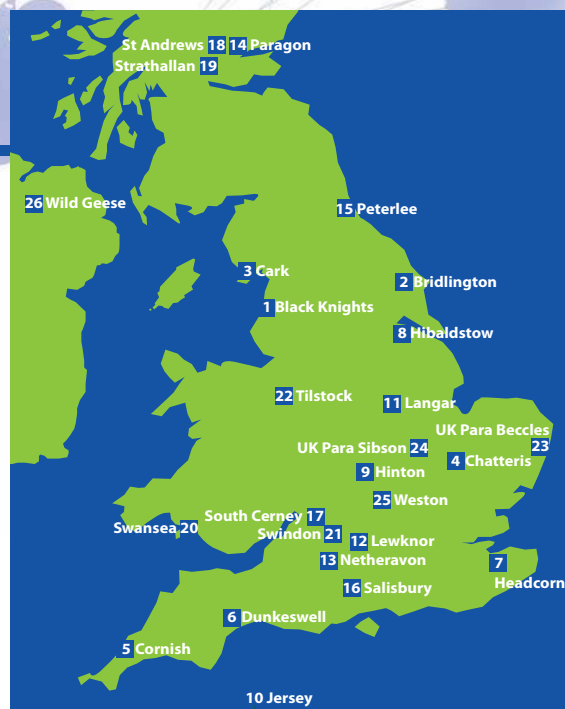 St Andrews 18 14 Paragon
Strathallan 19
26 Wild Geese
15 Peterlee
3 Cark
2 Bridlington
1 Black Knights
8 Hibaldstow
22 Tilstock
11 Langar
UK Para Beccles
23
UK Para Sibson 24
4 Chatteris
9 Hinton
25 Weston
South Cerney 17
Swansea 20
Swindon 21
12 Lewknor
13 Netheravon
7
Headcorn
16 Salisbury
6 Dunkeswell
5 Cornish
10 Jersey